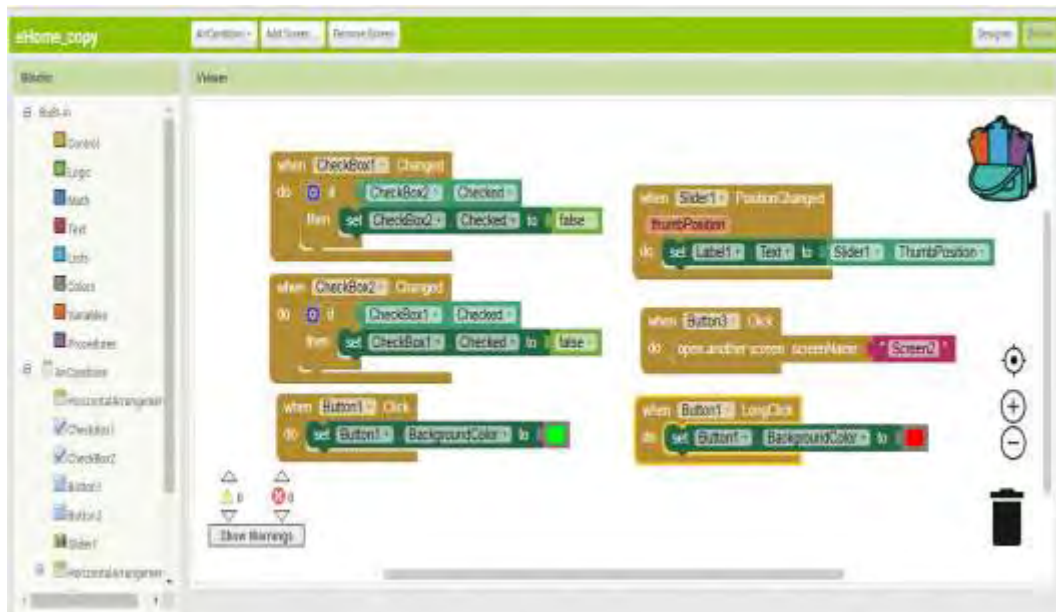 eHome_copy
AirCondition Add Screen... Remove Screen
Designer
Blocks
Viewer
Built-in
Control
Logic
Math
Text
Lists
Colors
Variables
Procedures
AirCondition
HorizontalArrangemen
CheckBox1
CheckBox2
Button1
Slider1
HorizontalArrangemen
when CheckBox1 Changed
do if CheckBox2 Checked
then set CheckBox2 Checked to false
when CheckBox2 Changed
do if CheckBox1 Checked
then set CheckBox1 Checked to false
when Button1 Click
do set Button1 BackgroundColor to
0 0
Show Warnings
when Slider1 PositionChanged
thumbPosition
do set Label1 Text to Slider1 ThumbPosition
when Button3 Click
do open another screen screenName " Screen2 "
when Button1 LongClick
do set Button1 BackgroundColor to